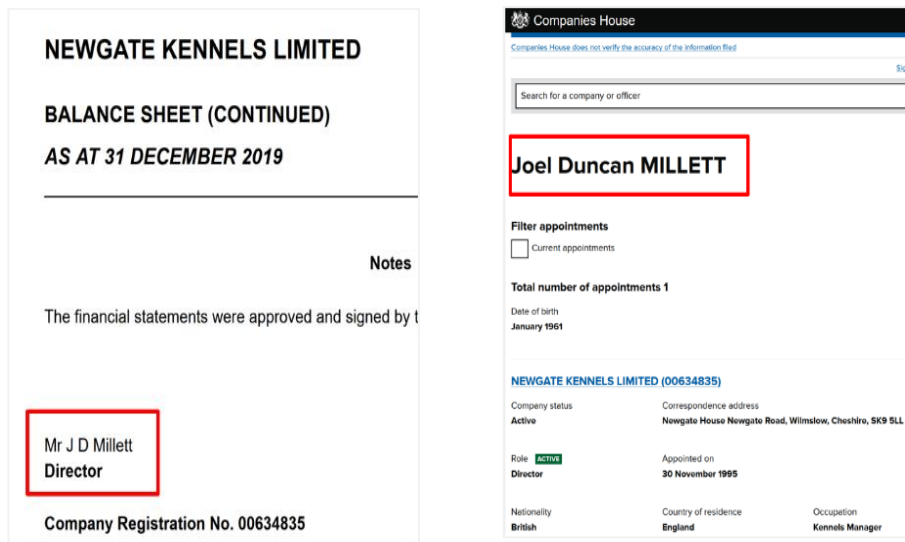 NEWGATE KENNELS LIMITED
BALANCE SHEET (CONTINUED)
AS AT 31 DECEMBER 2019
Notes
The financial statements were approved and signed by t
Mr J D Millett
Director
Company Registration No. 00634835
Companies House
Companies House does not verify the accuracy of the information filed
Search for a company or officer
Joel Duncan MILLETT
Filter appointments
Current appointments
Total number of appointments 1
Date of birth
January 1961
NEWGATE KENNELS LIMITED (00634835)
Company status Correspondence address
Active Newgate House Newgate Road, Wilmslow, Cheshire, SK9 5LL
Role ACTIVE Appointed on
Director 30 November 1995
Nationality Country of residence Occupation
British England Kennels Manager